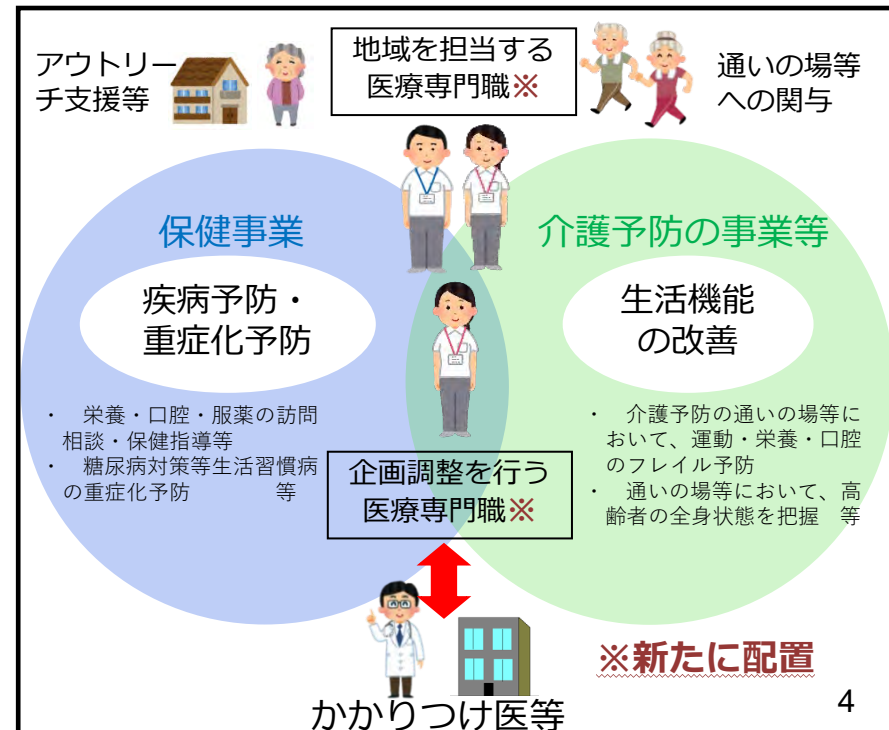 アウトリー
チ支援等
地域を担当する
医療専門職※
通いの場等
への関与
保健事業
疾病予防・
重症化予防
・　栄養・口腔・服薬の訪問
相談・保健指導等
・　糖尿病対策等生活習慣病
の重症化予防　　　　等
介護予防の事業等
生活機能
の改善
・　介護予防の通いの場等に
おいて、運動・栄養・口腔
のフレイル予防
・　通いの場等において、高
齢者の全身状態を把握　等
企画調整を行う
医療専門職※
かかりつけ医等
※新たに配置
4